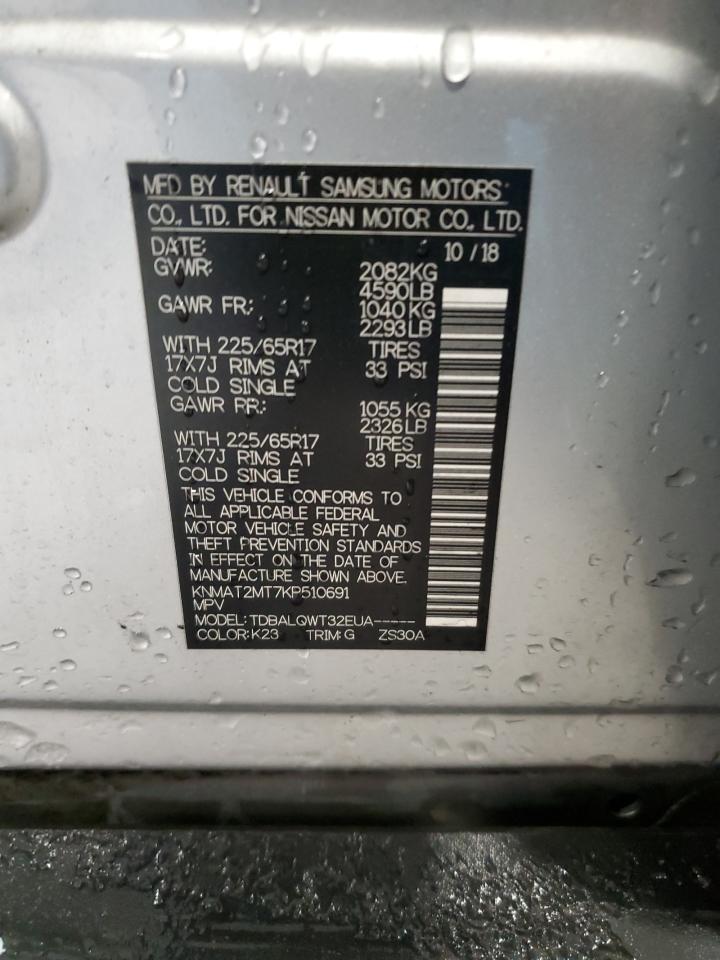 MFD BY RENAULT SAMSUNG MOTORS
CO., LTD. FOR NISSAN MOTOR CO., LTD.
DATE: 10 / 18
GVWR: 2082KG
4590LB
GAWR FR: 1040 KG
2293LB
WITH 225/65R17 TIRES
17X7J RIMS AT 33 PSI
COLD SINGLE
GAWR RR: 1055 KG
2326LB
WITH 225/65R17 TIRES
17X7J RIMS AT 33 PSI
COLD SINGLE
THIS VEHICLE CONFORMS TO
ALL APPLICABLE FEDERAL
MOTOR VEHICLE SAFETY AND
THEFT PREVENTION STANDARDS
IN EFFECT ON THE DATE OF
MANUFACTURE SHOWN ABOVE.
KNMAT2MT7KP510691
MPV
MODEL: TDBALQWT32EUA-----
COLOR: K23 TRIM: G ZS30A